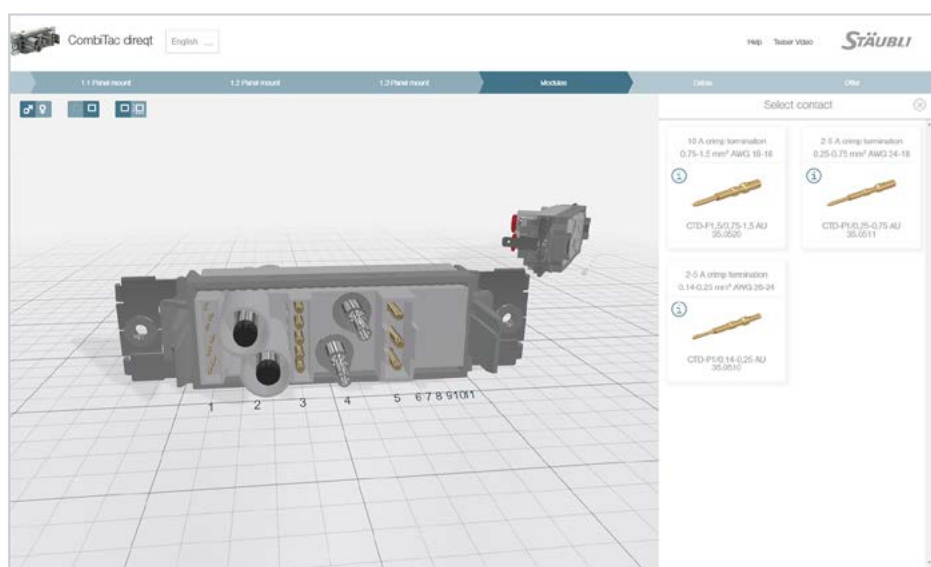 CombiTac direqt
English ...
Help Teaser Video
STÄUBLI
1.1 Panel mount
1.2 Panel mount
1.3 Panel mount
Modules
Extras
Offer
Select contact
10 A crimp termination
0.75-1.5 mm² AWG 18-16
CTD-P1,5/0,75-1,5 AU
35.0520
2-5 A crimp termination
0.25-0.75 mm² AWG 24-18
CTD-P1/0,25-0,75 AU
35.0511
2-5 A crimp termination
0.14-0.25 mm² AWG 26-24
CTD-P1/0,14-0,25 AU
35.0510
1 2 3 4 5 6 7 8 9 10 11